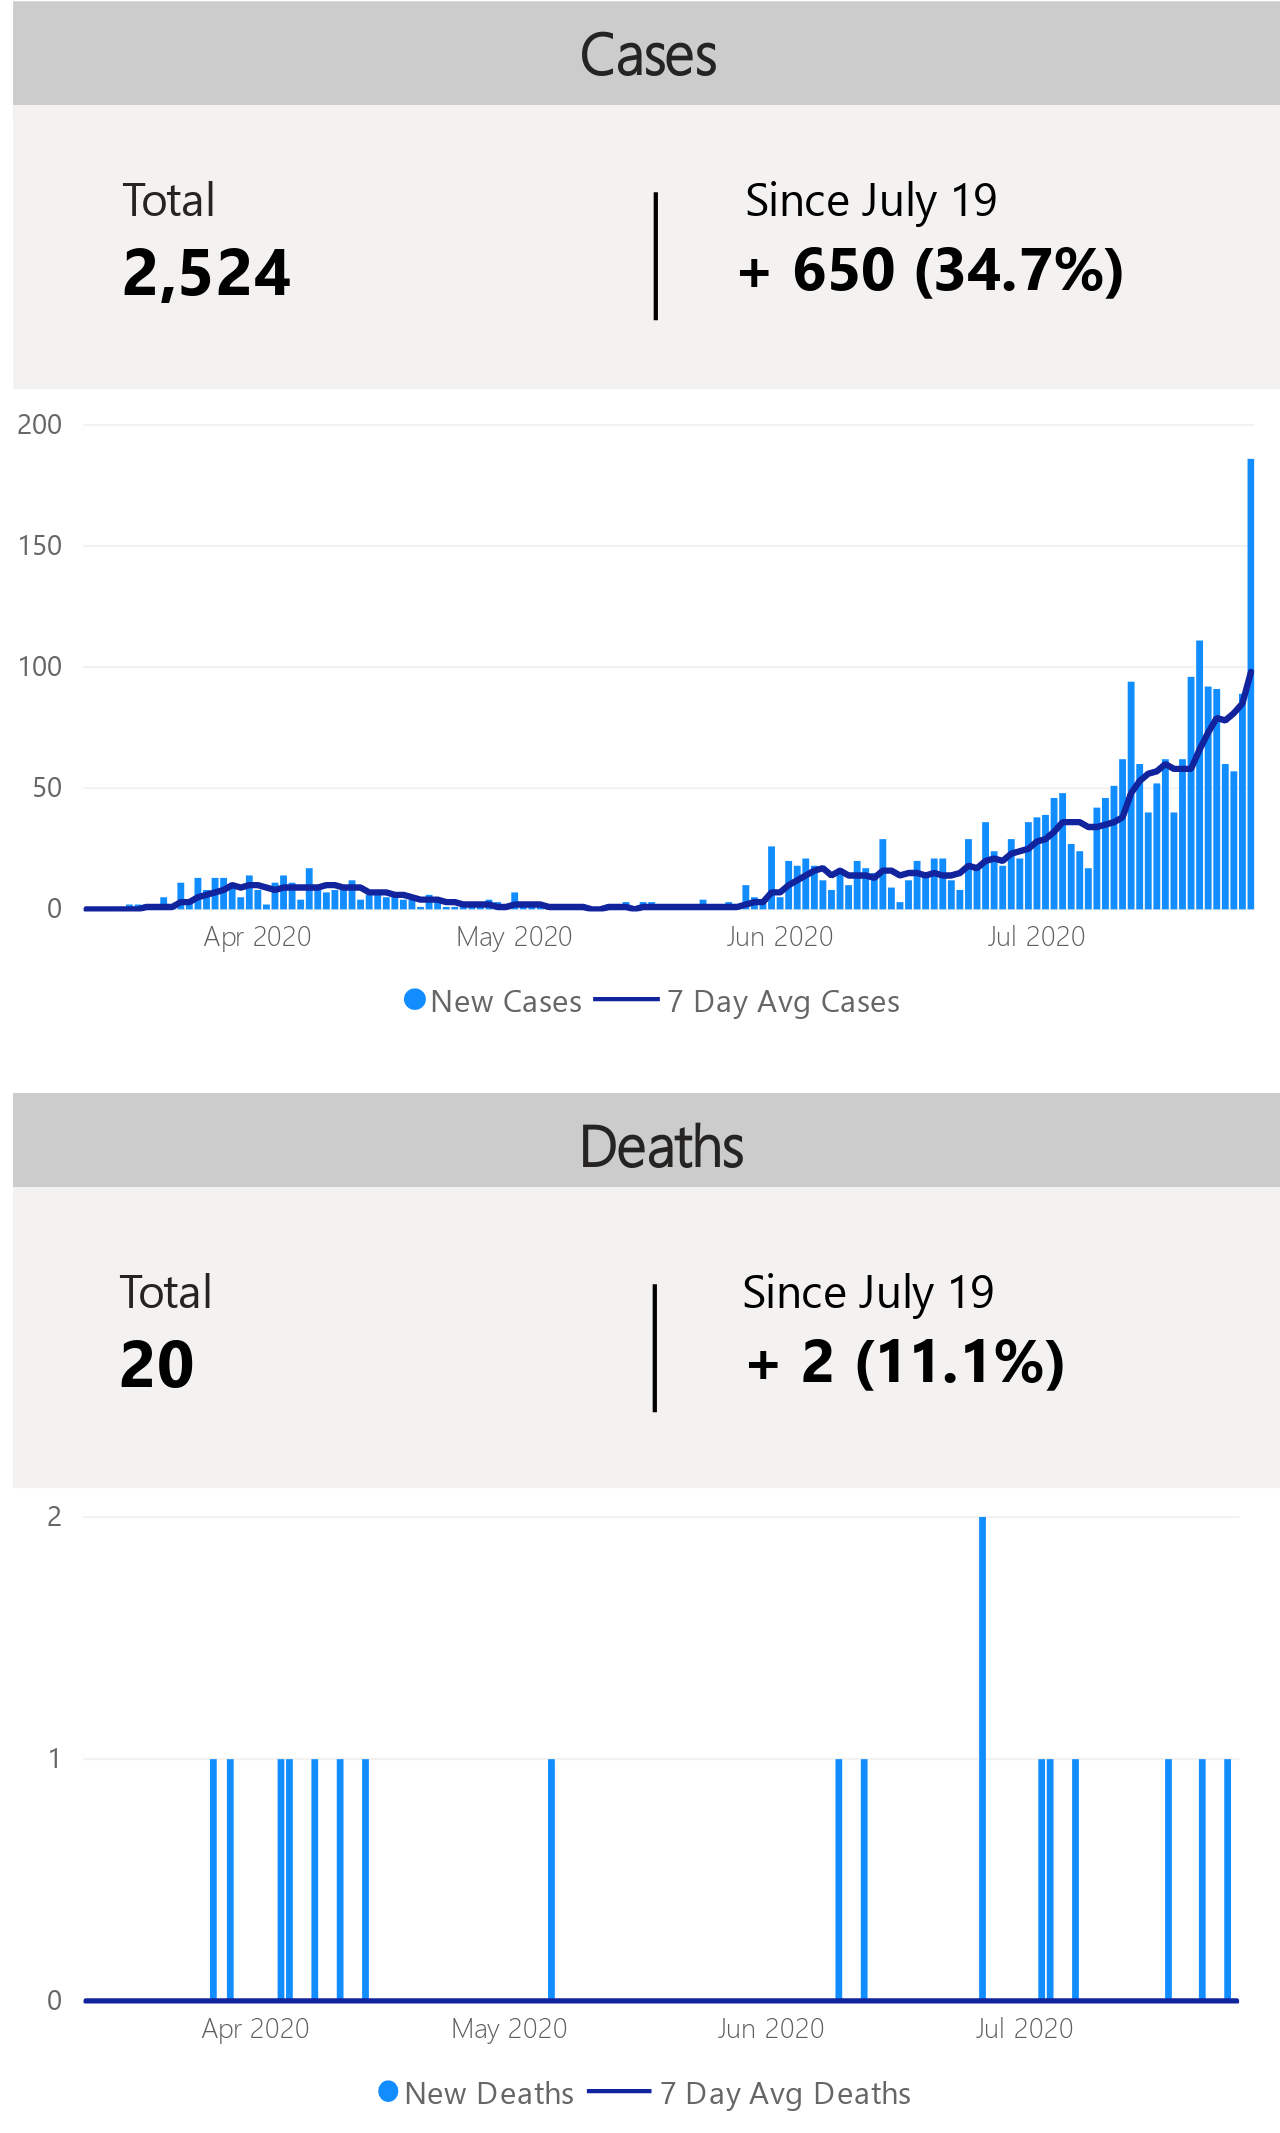 Cases
Total
2,524
Since July 19
+ 650 (34.7%)
200
150
100
50
0
Apr 2020 May 2020 Jun 2020 Jul 2020
New Cases 7 Day Avg Cases
Deaths
Total
20
Since July 19
+ 2 (11.1%)
2
1
0
Apr 2020 May 2020 Jun 2020 Jul 2020
New Deaths 7 Day Avg Deaths